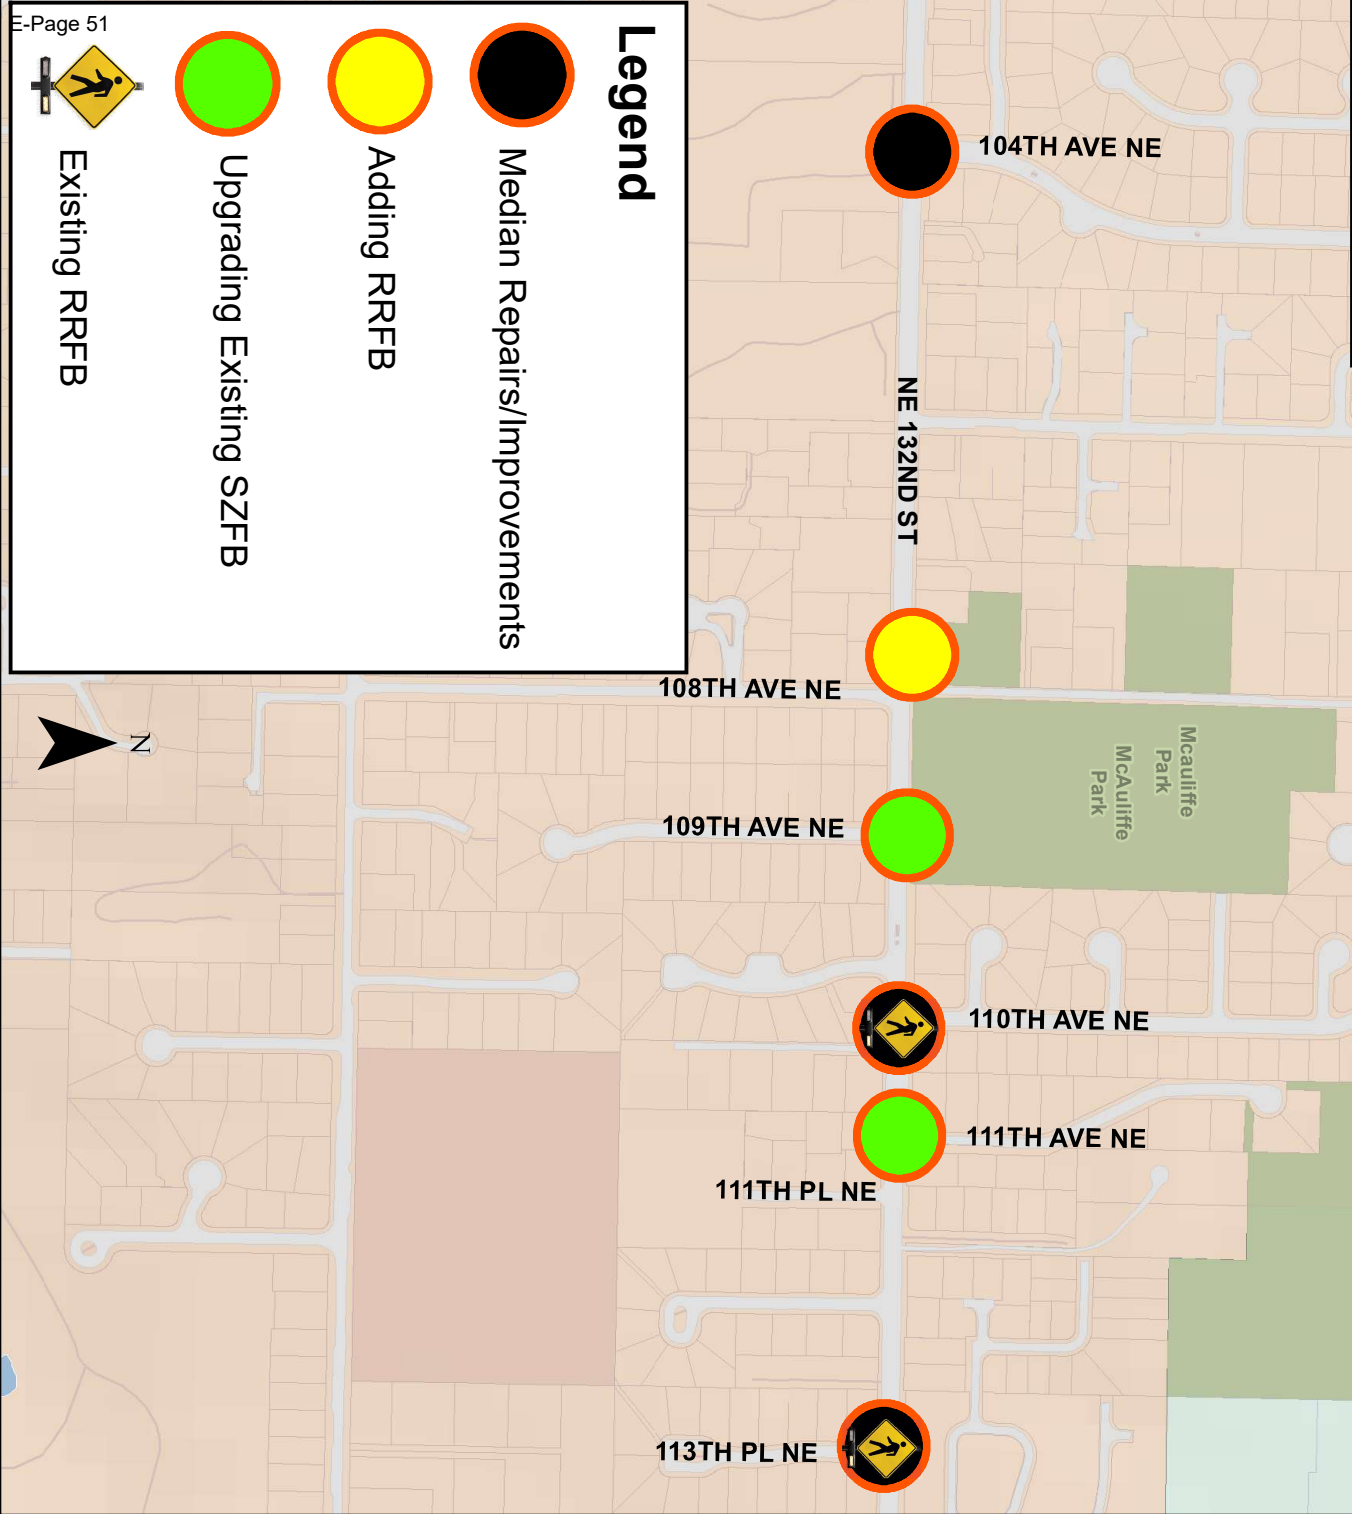 E-Page 51
Legend
Median Repairs/Improvements
Adding RRFB
Upgrading Existing SZFB
Existing RRFB
N
104TH AVE NE
NE 132ND ST
108TH AVE NE
Mcauliffe
Park
McAuliffe
Park
109TH AVE NE
110TH AVE NE
111TH AVE NE
111TH PL NE
113TH PL NE